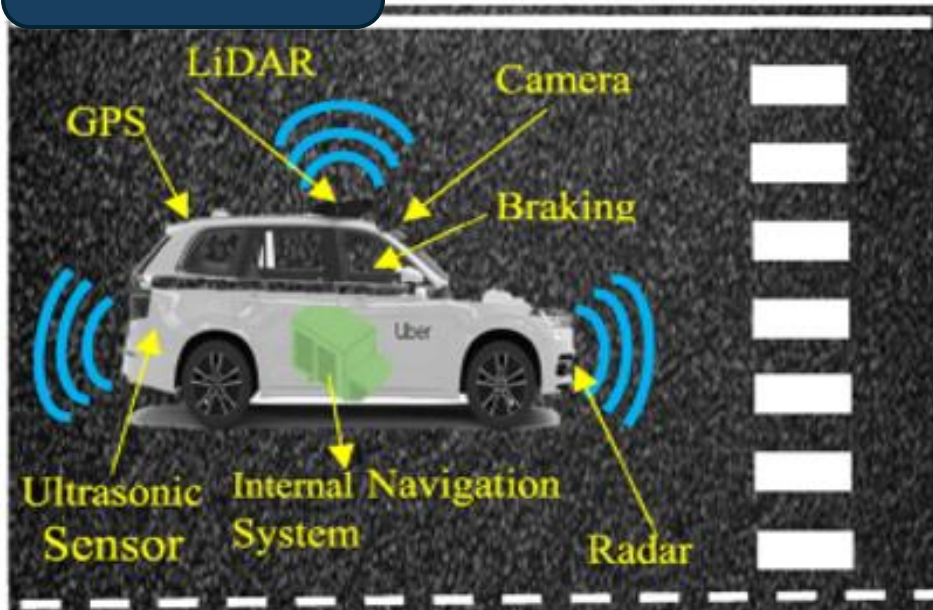 LiDAR
Camera
GPS
Braking
Uber
Ultrasonic
Sensor
Internal Navigation
System
Radar